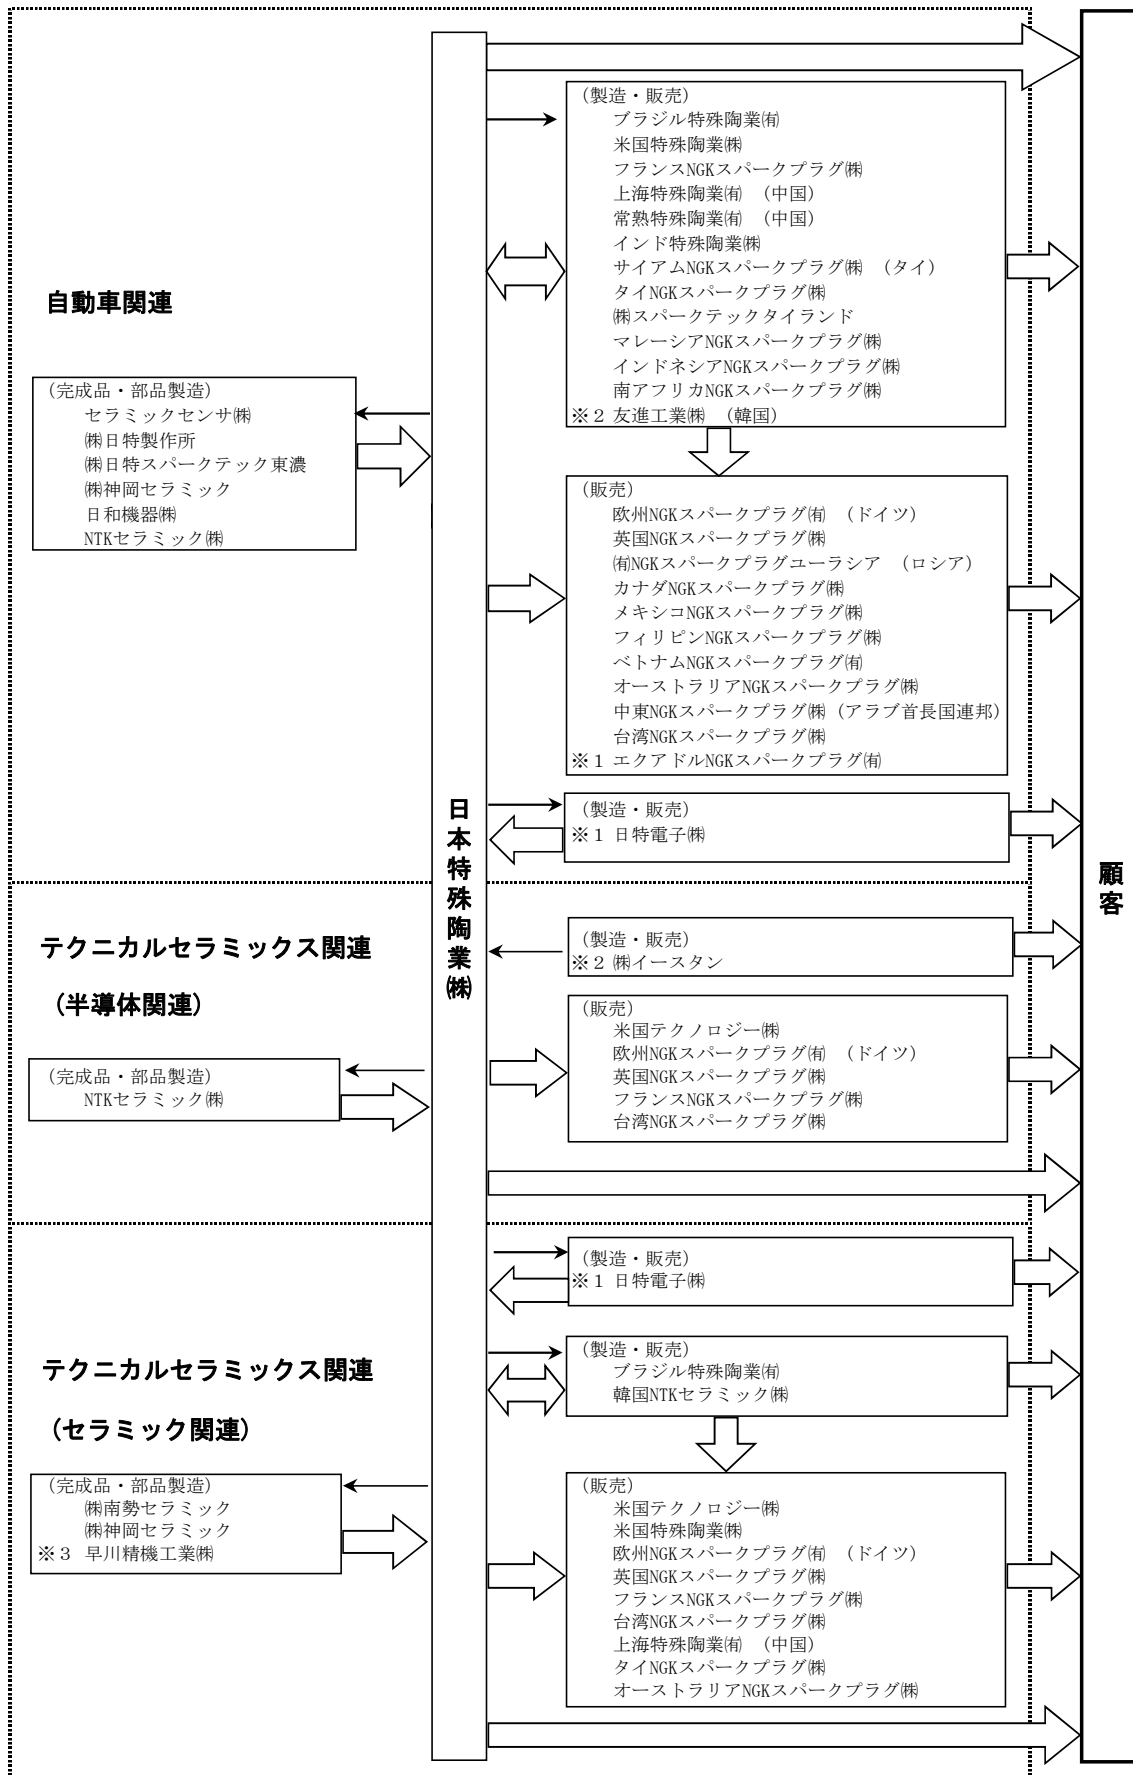 （製造・販売）
ブラジル特殊陶業㈲
米国特殊陶業㈱
フランスNGKスパークプラグ㈱
上海特殊陶業㈲ （中国）
常熟特殊陶業㈲ （中国）
インド特殊陶業㈱
サイアムNGKスパークプラグ㈱ （タイ）
タイNGKスパークプラグ㈱
㈱スパークテックタイランド
マレーシアNGKスパークプラグ㈱
インドネシアNGKスパークプラグ㈱
南アフリカNGKスパークプラグ㈱
※２ 友進工業㈱ （韓国）
自動車関連
（完成品・部品製造）
セラミックセンサ㈱
㈱日特製作所
㈱日特スパークテック東濃
㈱神岡セラミック
日和機器㈱
NTKセラミック㈱
（販売）
欧州NGKスパークプラグ㈲ （ドイツ）
英国NGKスパークプラグ㈱
㈲NGKスパークプラグユーラシア （ロシア）
カナダNGKスパークプラグ㈱
メキシコNGKスパークプラグ㈱
フィリピンNGKスパークプラグ㈱
ベトナムNGKスパークプラグ㈲
オーストラリアNGKスパークプラグ㈱
中東NGKスパークプラグ㈱（アラブ首長国連邦）
台湾NGKスパークプラグ㈱
※１ エクアドルNGKスパークプラグ㈲
（製造・販売）
※１ 日特電子㈱
日本特殊陶業㈱
顧客
テクニカルセラミックス関連
（半導体関連）
（完成品・部品製造）
NTKセラミック㈱
（製造・販売）
※２ ㈱イースタン
（販売）
米国テクノロジー㈱
欧州NGKスパークプラグ㈲ （ドイツ）
英国NGKスパークプラグ㈱
フランスNGKスパークプラグ㈱
台湾NGKスパークプラグ㈱
（製造・販売）
※１ 日特電子㈱
テクニカルセラミックス関連
（セラミック関連）
（完成品・部品製造）
㈱南勢セラミック
㈱神岡セラミック
※３ 早川精機工業㈱
（製造・販売）
ブラジル特殊陶業㈲
韓国NTKセラミック㈱
（販売）
米国テクノロジー㈱
米国特殊陶業㈱
欧州NGKスパークプラグ㈲ （ドイツ）
英国NGKスパークプラグ㈱
フランスNGKスパークプラグ㈱
台湾NGKスパークプラグ㈱
上海特殊陶業㈲ （中国）
タイNGKスパークプラグ㈱
オーストラリアNGKスパークプラグ㈱